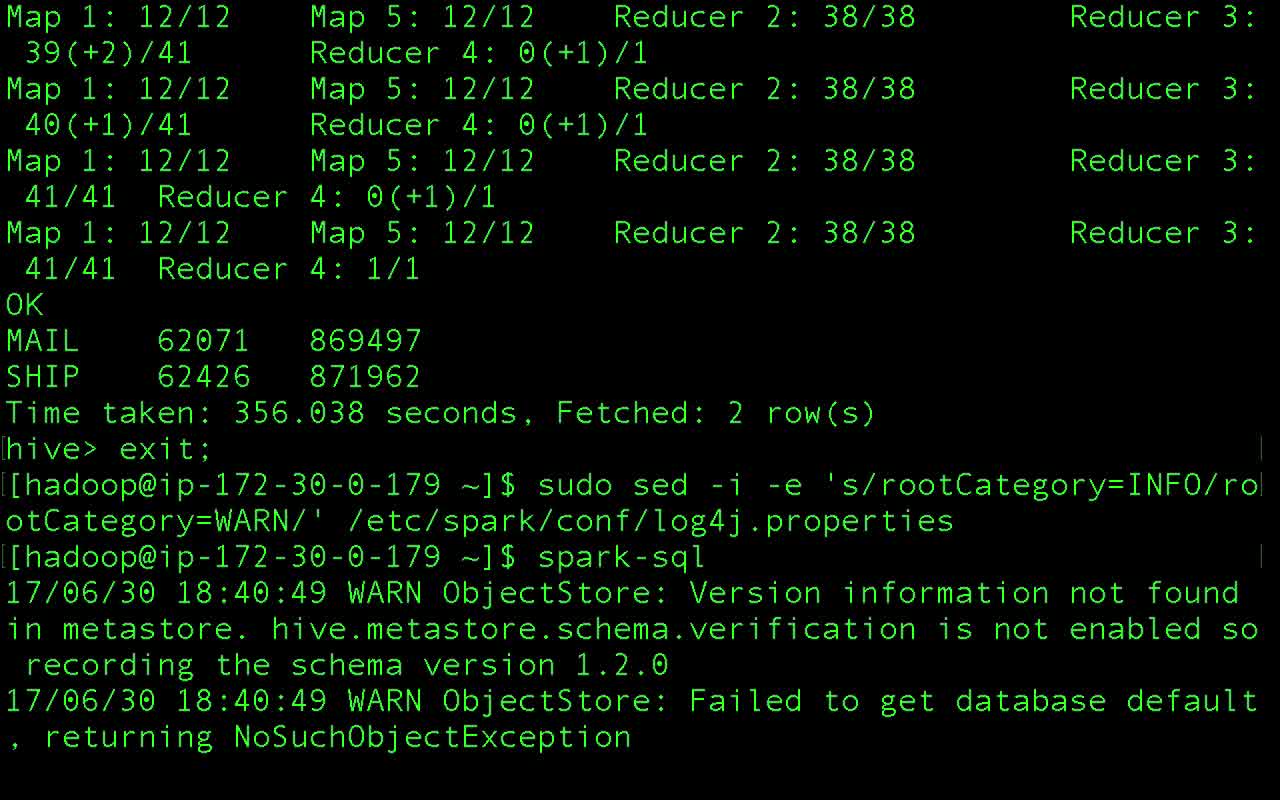 Map 1: 12/12     Map 5: 12/12     Reducer 2: 38/38         Reducer 3:
 39(+2)/41       Reducer 4: 0(+1)/1
Map 1: 12/12     Map 5: 12/12     Reducer 2: 38/38         Reducer 3:
 40(+1)/41       Reducer 4: 0(+1)/1
Map 1: 12/12     Map 5: 12/12     Reducer 2: 38/38         Reducer 3:
 41/41  Reducer 4: 0(+1)/1
Map 1: 12/12     Map 5: 12/12     Reducer 2: 38/38         Reducer 3:
 41/41  Reducer 4: 1/1
OK
MAIL    62071   869497
SHIP    62426   871962
Time taken: 356.038 seconds, Fetched: 2 row(s)
hive> exit;
[hadoop@ip-172-30-0-179 ~]$ sudo sed -i -e 's/rootCategory=INFO/ro
otCategory=WARN/' /etc/spark/conf/log4j.properties
[hadoop@ip-172-30-0-179 ~]$ spark-sql
17/06/30 18:40:49 WARN ObjectStore: Version information not found
in metastore. hive.metastore.schema.verification is not enabled so
 recording the schema version 1.2.0
17/06/30 18:40:49 WARN ObjectStore: Failed to get database default
, returning NoSuchObjectException